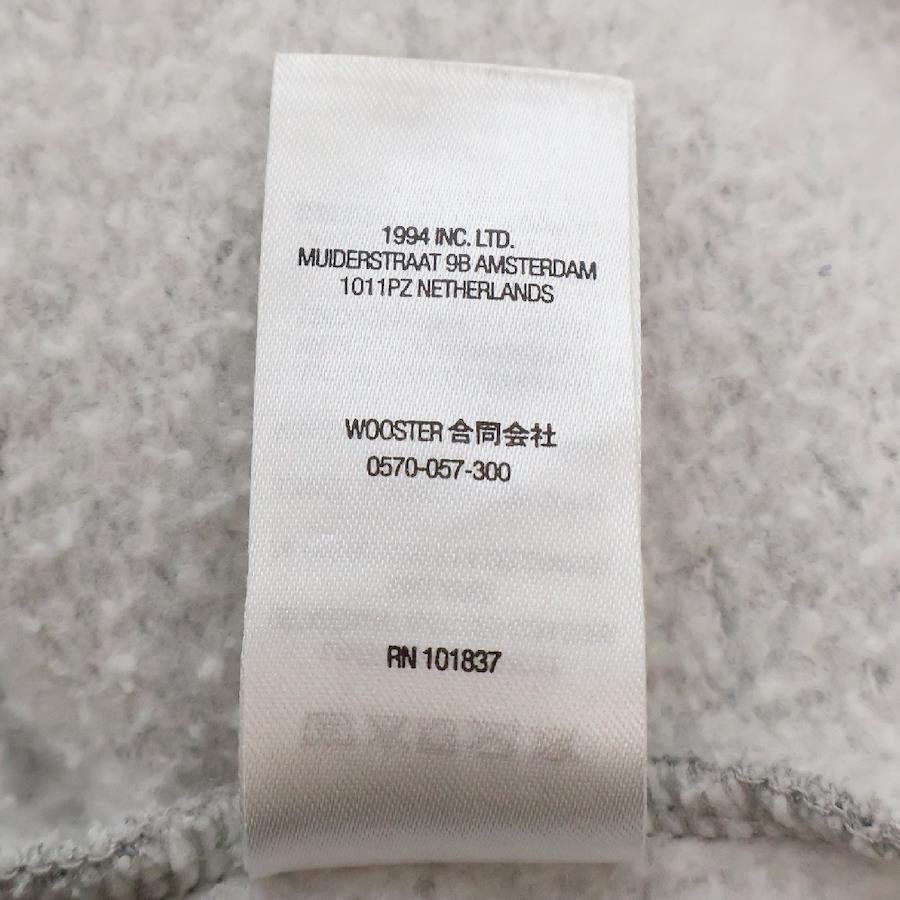 1994 INC. LTD.
MUIDERSTRAAT 9B AMSTERDAM
1011PZ NETHERLANDS
WOOSTER 合同会社
0570-057-300
RN 101837